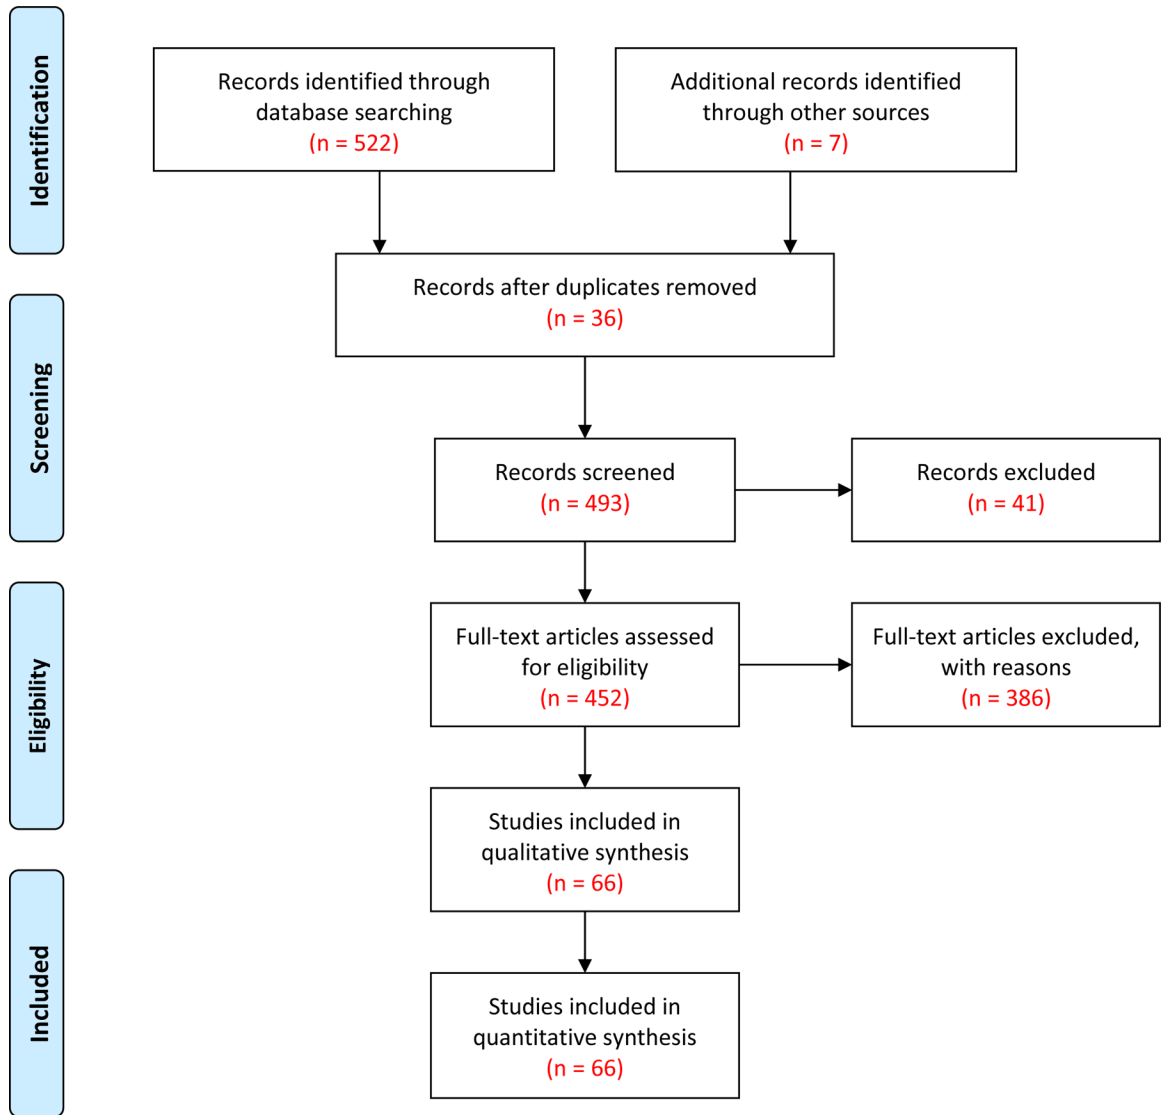 Identification
Records identified through
database searching
(n = 522)
Additional records identified
through other sources
(n = 7)
Records after duplicates removed
(n = 36)
Screening
Records screened
(n = 493)
Records excluded
(n = 41)
Eligibility
Full-text articles assessed
for eligibility
(n = 452)
Full-text articles excluded,
with reasons
(n = 386)
Studies included in
qualitative synthesis
(n = 66)
Included
Studies included in
quantitative synthesis
(n = 66)